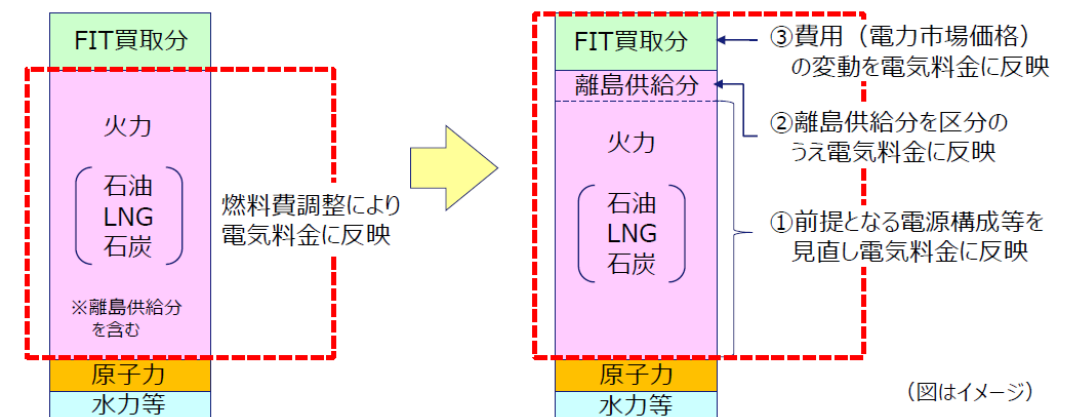 FIT買取分
火力
石油
LNG
石炭
※離島供給分
を含む
原子力
水力等
燃料費調整により
電気料金に反映
FIT買取分
離島供給分
火力
石油
LNG
石炭
原子力
水力等
③費用（電力市場価格）
の変動を電気料金に反映
②離島供給分を区分の
うえ電気料金に反映
①前提となる電源構成等を
見直し電気料金に反映
（図はイメージ）